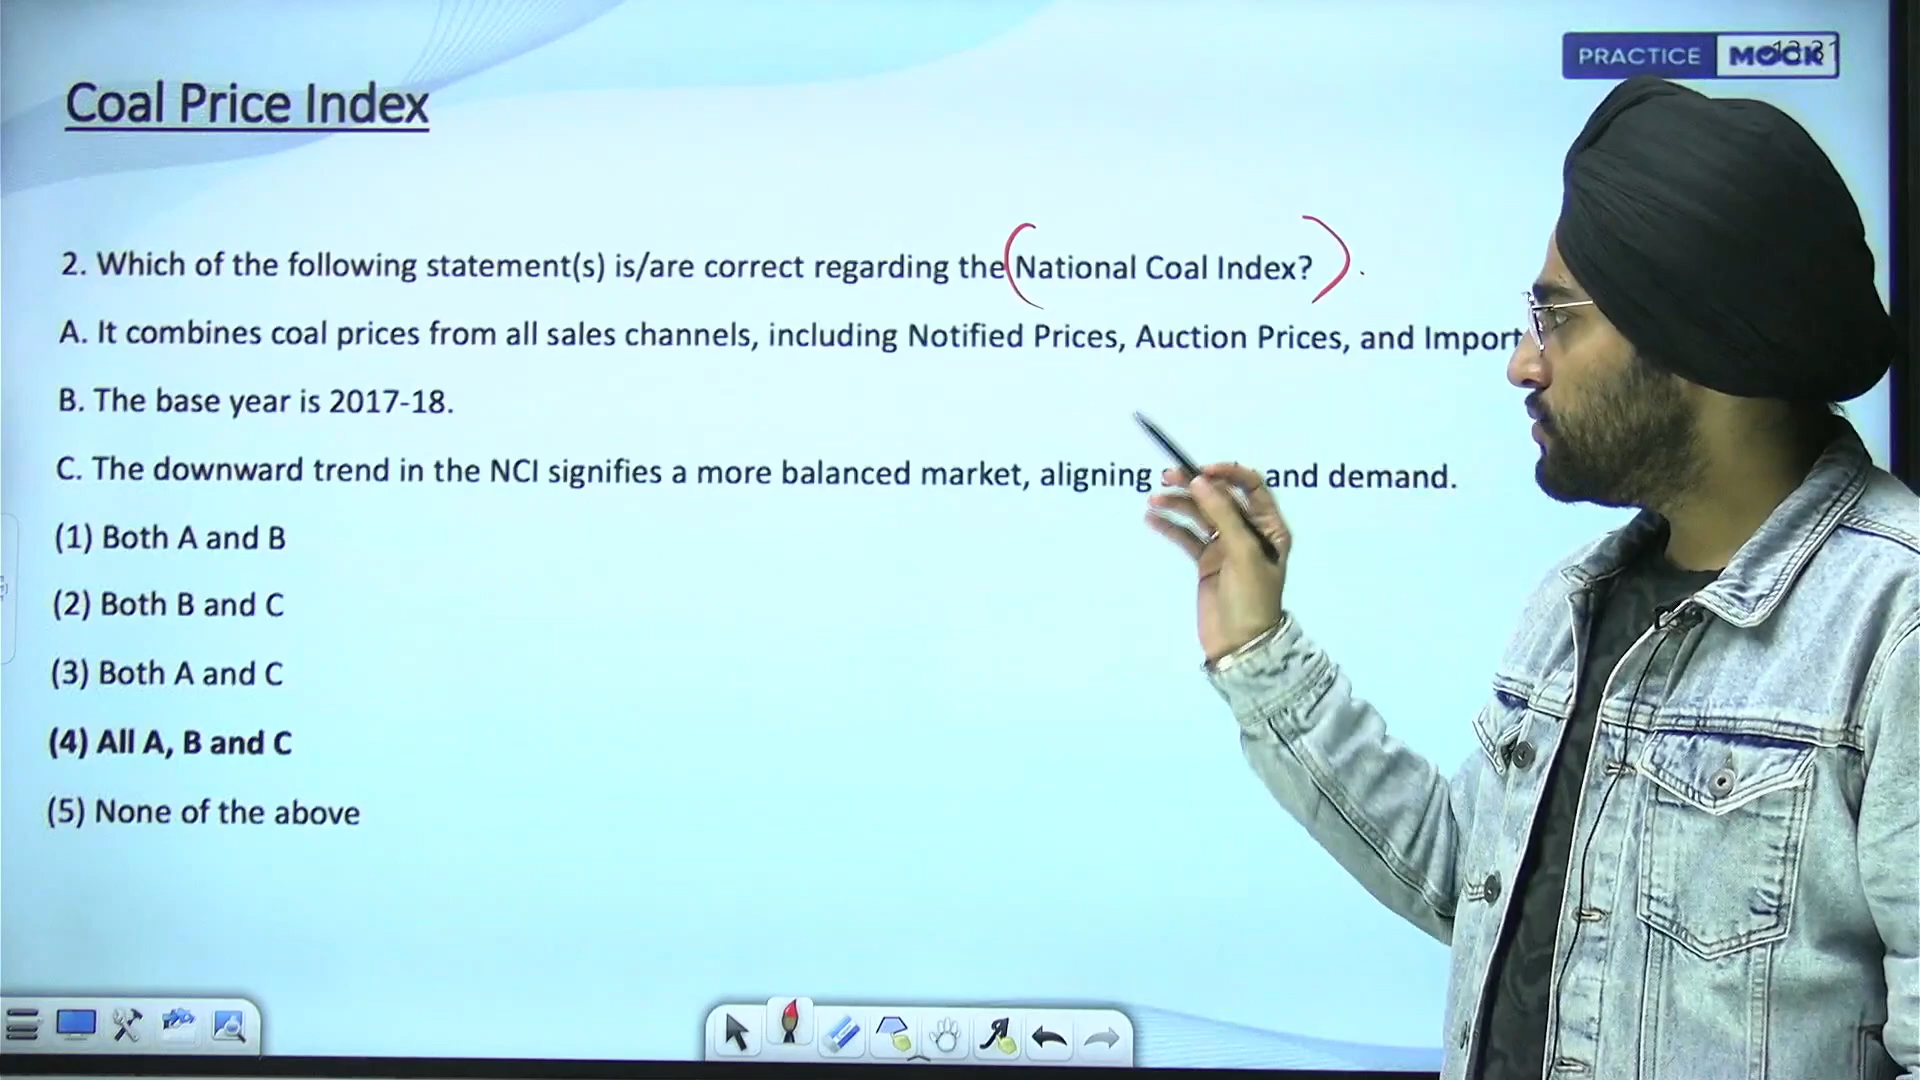 PRACTICE MOCK
13:31
Coal Price Index
2. Which of the following statement(s) is/are correct regarding the National Coal Index?
A. It combines coal prices from all sales channels, including Notified Prices, Auction Prices, and Import
B. The base year is 2017-18.
C. The downward trend in the NCI signifies a more balanced market, aligning and demand.
(1) Both A and B
(2) Both B and C
(3) Both A and C
(4) All A, B and C
(5) None of the above